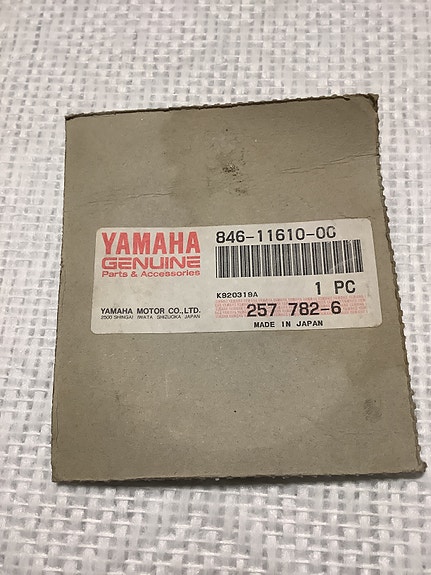 YAMAHA
GENUINE
Parts & Accessories
846-11610-00
K920319A
1 PC
YAMAHA MOTOR CO.,LTD.
2500 SHINGAI IWATA SHIZUOKA JAPAN
257 782-6
MADE IN JAPAN